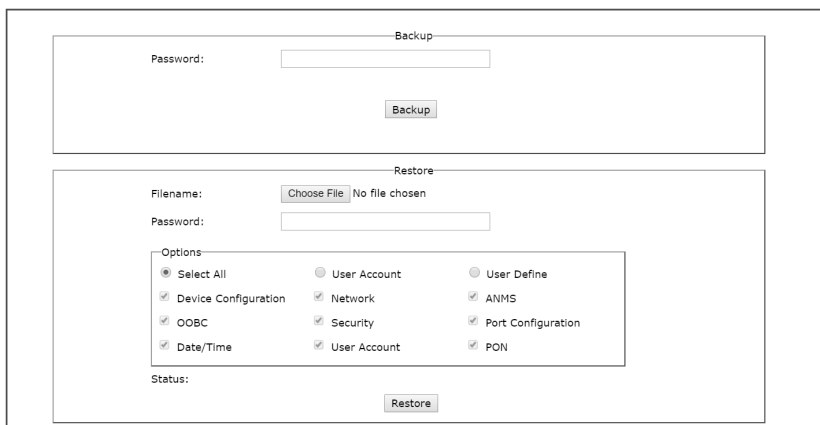 Backup
Password:
Backup
Restore
Filename: Choose File No file chosen
Password:
Options
Select All User Account User Define
Device Configuration Network ANMS
OOBC Security Port Configuration
Date/Time User Account PON
Status:
Restore